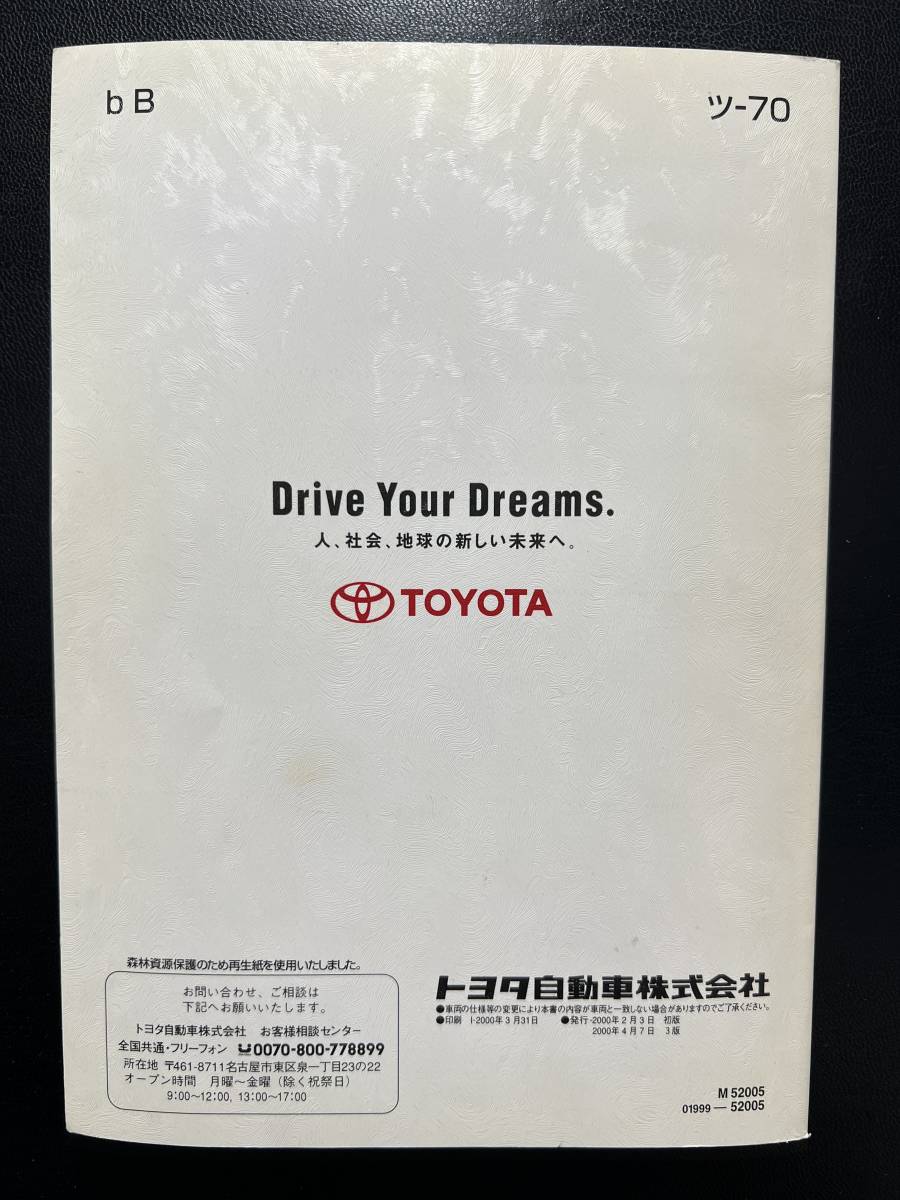 bB
ツ-70
Drive Your Dreams.
人、社会、地球の新しい未来へ。
TOYOTA
森林資源保護のため再生紙を使用いたしました。
お問い合わせ、ご相談は
下記へお願いいたします。
トヨタ自動車株式会社 お客様相談センター
全国共通・フリーフォン 0070-800-778899
所在地 〒461-8711名古屋市東区泉一丁目23の22
オープン時間 月曜〜金曜（除く祝祭日）
9:00〜12:00, 13:00〜17:00
トヨタ自動車株式会社
●車両の仕様等の変更により本書の内容が車両と一致しない場合がありますのでご了承ください。
●印刷 ト2000年3月31日 ●発行-2000年2月3日 初版
2000年4月7日 3版
M 52005
01999 — 52005